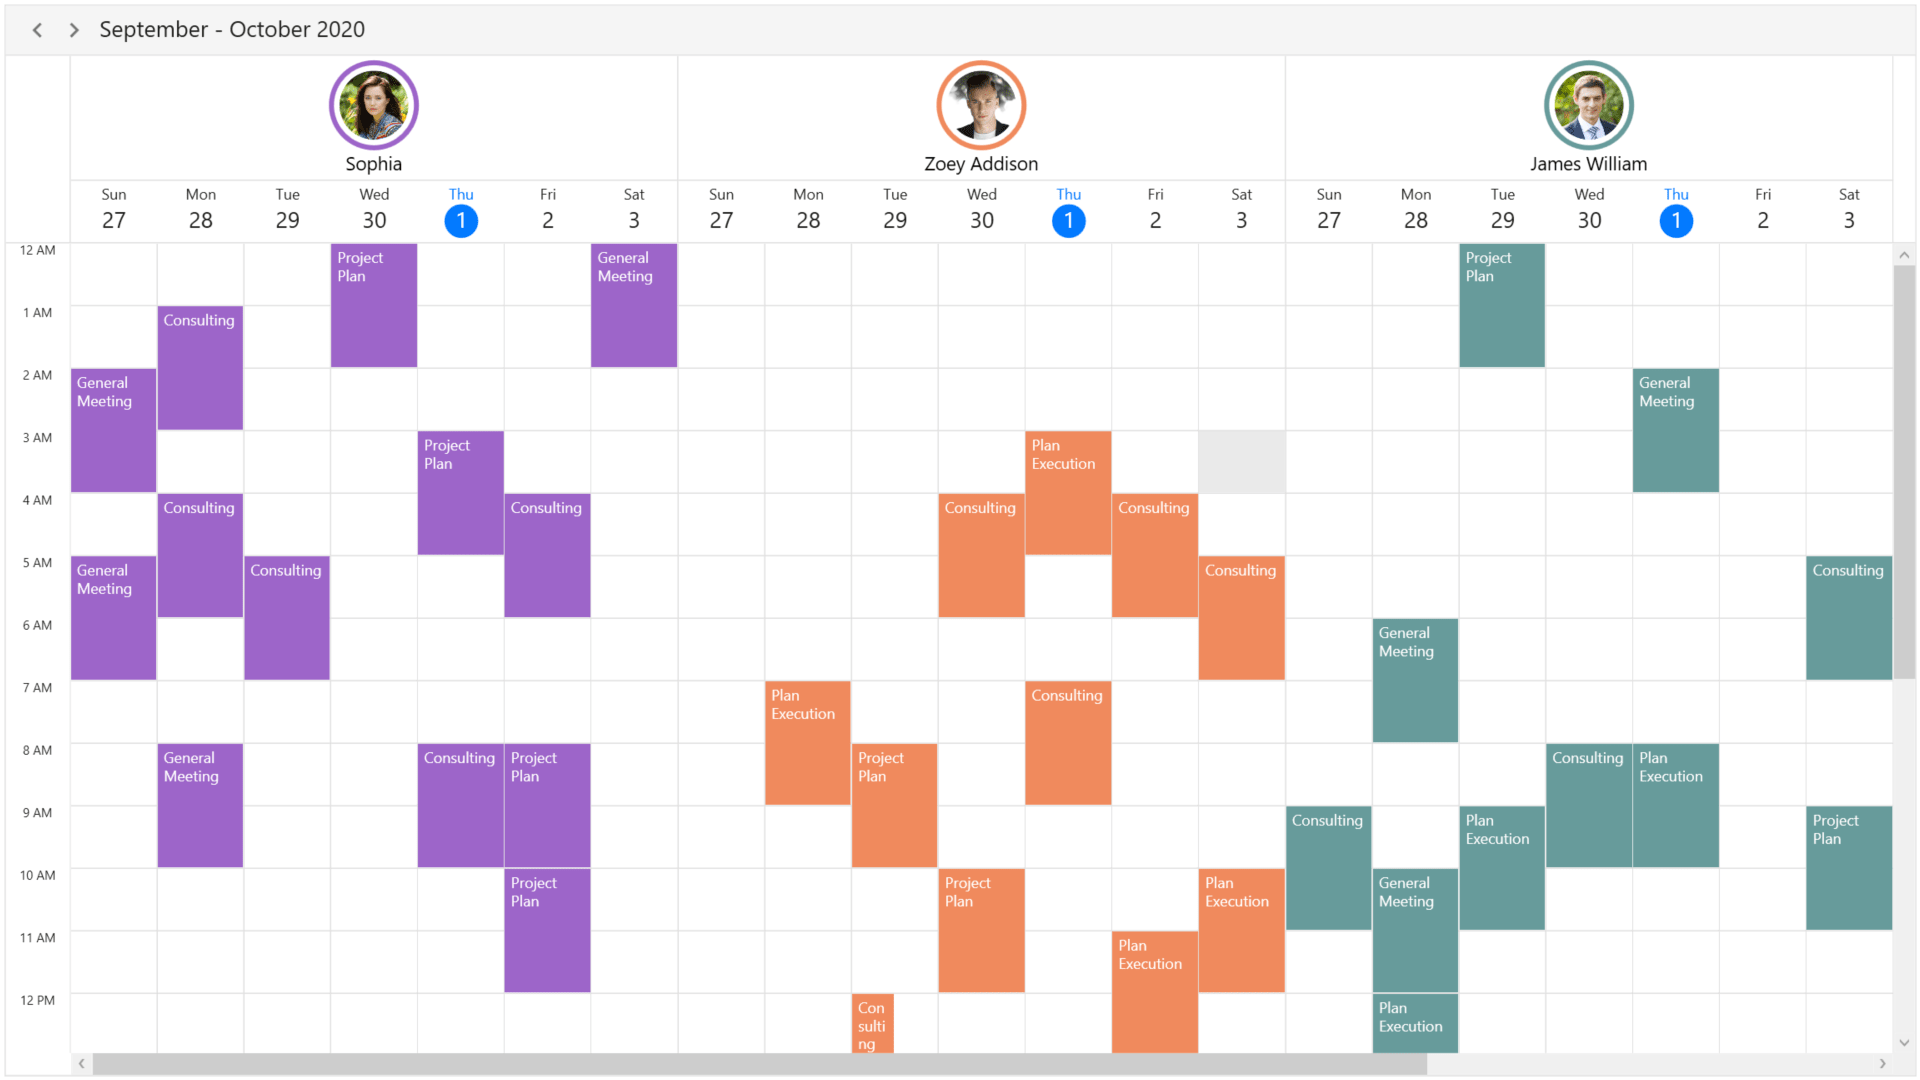 September - October 2020
Sophia
Zoey Addison
James William
Sun Mon Tue Wed Thu Fri Sat Sun Mon Tue Wed Thu Fri Sat Sun Mon Tue Wed Thu Fri Sat
27 28 29 30 1 2 3 27 28 29 30 1 2 3 27 28 29 30 1 2 3
12 AM
Project General Project
Plan Meeting Plan
1 AM
Consulting
2 AM
General General
Meeting Meeting
3 AM
Project Plan
Plan Execution
4 AM
Consulting Consulting Consulting Consulting
5 AM
General Consulting Consulting Consulting
Meeting
6 AM
General
Meeting
7 AM
Plan Consulting
Execution
8 AM
General Consulting Project Project Consulting Plan
Meeting Plan Plan Execution
9 AM
Consulting Plan Project
Execution Plan
10 AM
Project Project Plan General
Plan Plan Execution Meeting
11 AM
Plan
Execution
12 PM
Con Plan
sulti Execution
ng